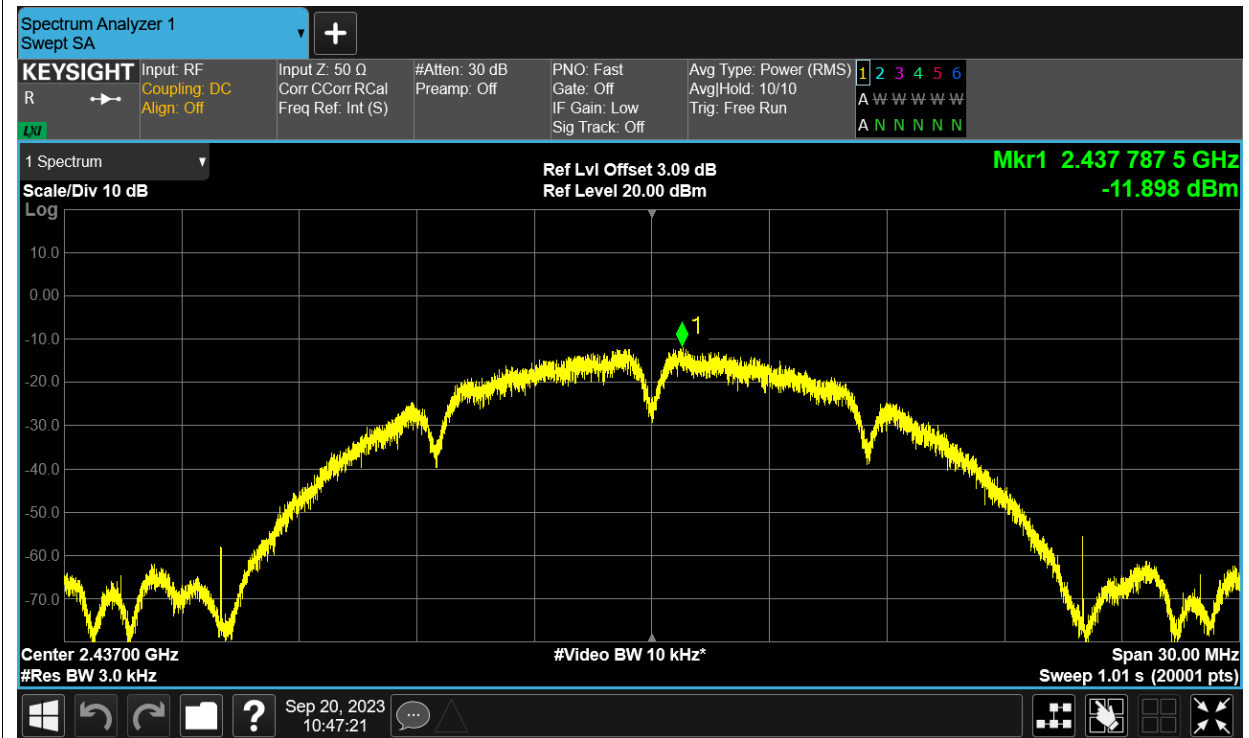 Spectrum Analyzer 1
Swept SA
+
KEYSIGHT
R
LXI
Input: RF
Coupling: DC
Align: Off
Input Z: 50 Ω
Corr CCorr RCal
Freq Ref: Int (S)
#Atten: 30 dB
Preamp: Off
PNO: Fast
Gate: Off
IF Gain: Low
Sig Track: Off
Avg Type: Power (RMS)
Avg|Hold: 10/10
Trig: Free Run
1 2 3 4 5 6
A W W W W W
A N N N N N
1 Spectrum
Scale/Div 10 dB
Ref Lvl Offset 3.09 dB
Ref Level 20.00 dBm
Mkr1 2.437 787 5 GHz
-11.898 dBm
Log
10.0
0.00
-10.0
-20.0
-30.0
-40.0
-50.0
-60.0
-70.0
1
Center 2.43700 GHz
#Res BW 3.0 kHz
#Video BW 10 kHz*
Span 30.00 MHz
Sweep 1.01 s (20001 pts)
?
Sep 20, 2023
10:47:21